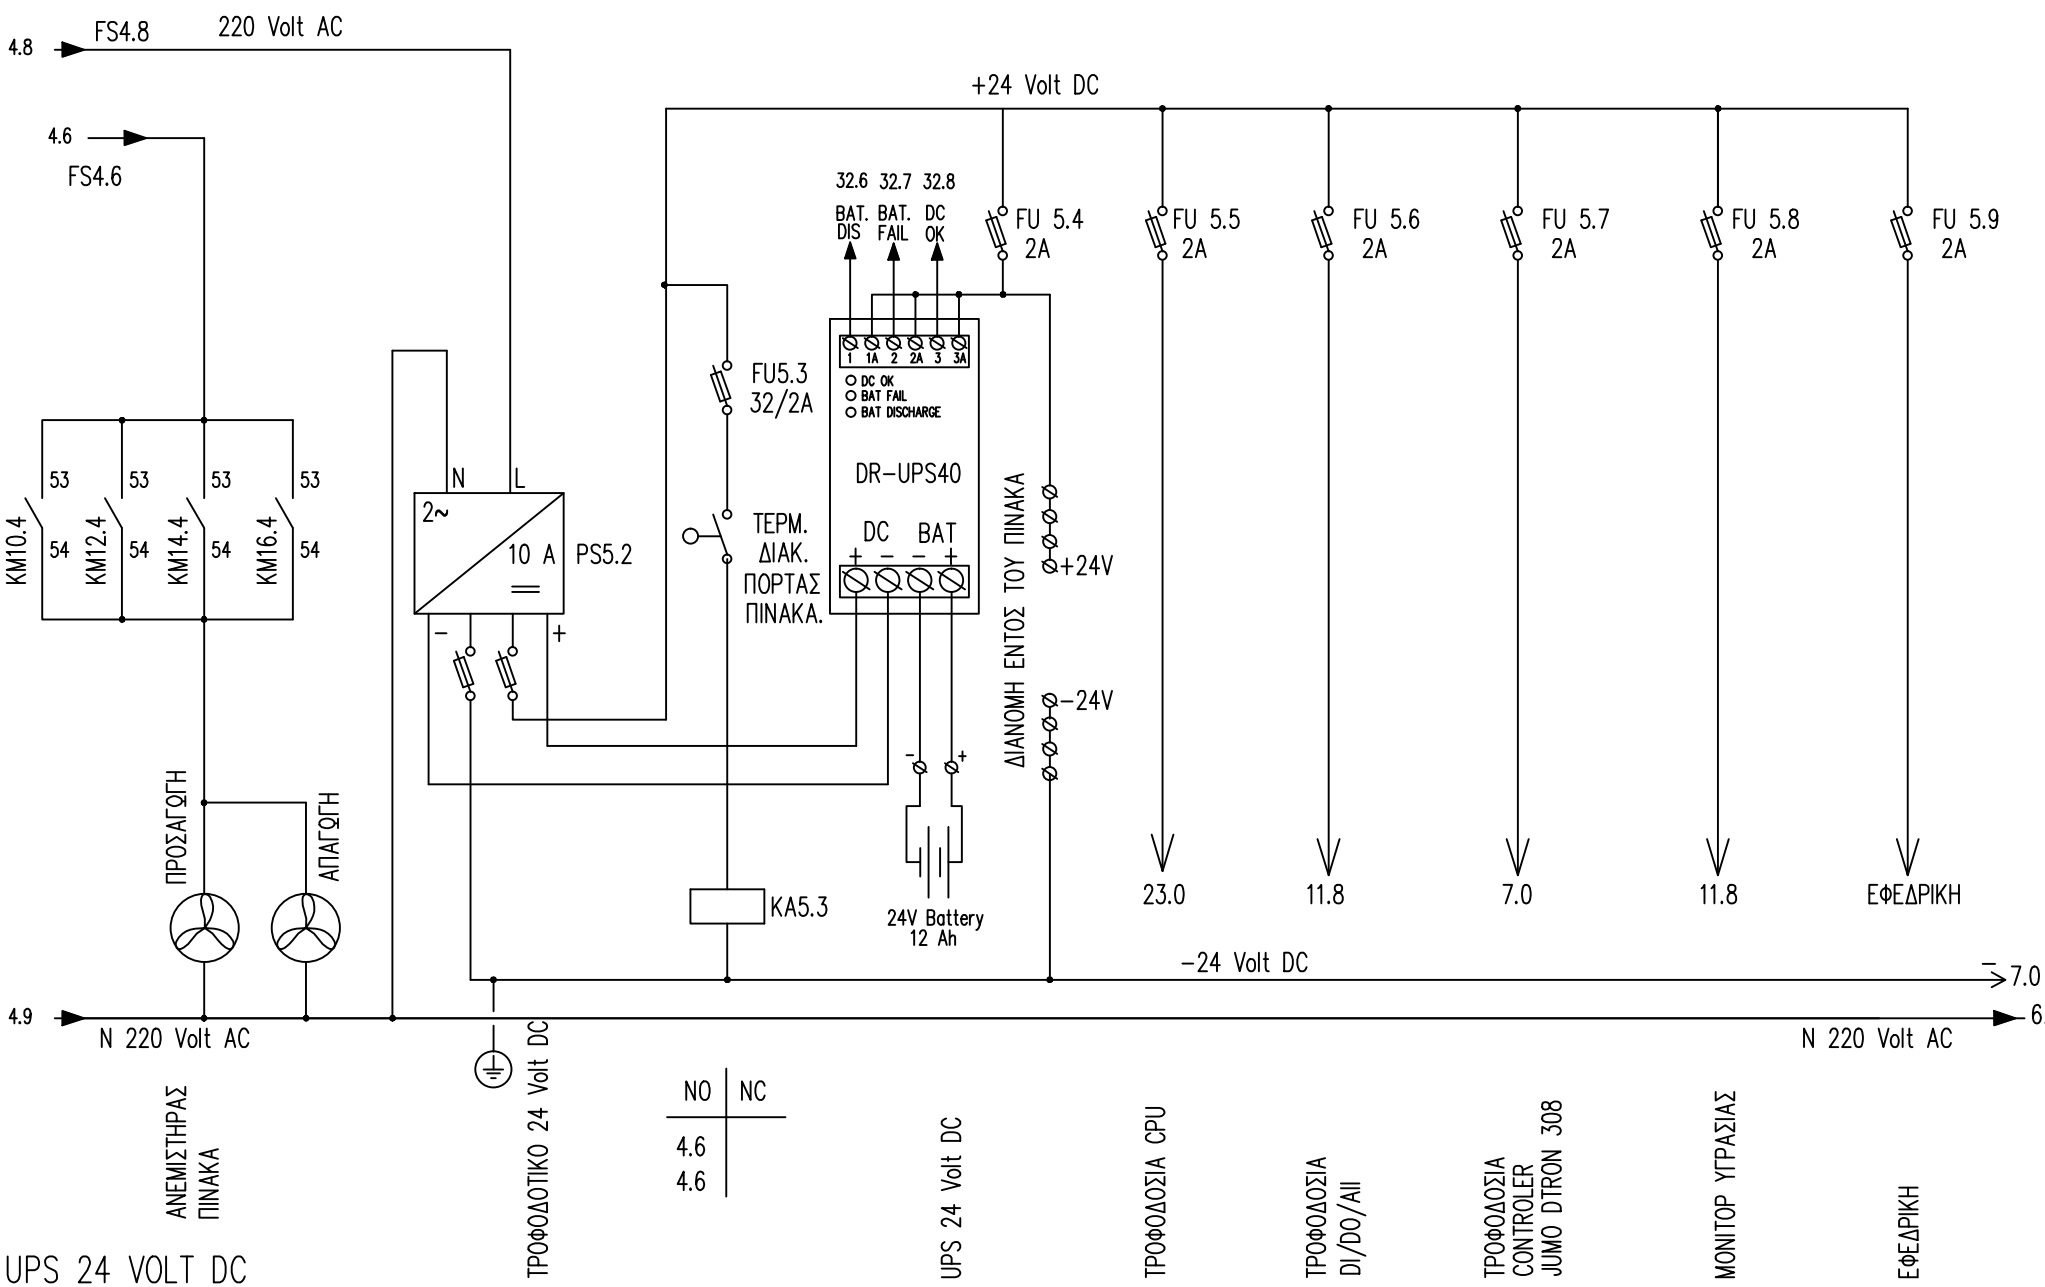 4.8
FS4.8
220 Volt AC
4.6
FS4.6
+24 Volt DC
32.6 32.7 32.8
BAT. DIS
BAT. FAIL
DC OK
FU 5.4
2A
FU 5.5
2A
FU 5.6
2A
FU 5.7
2A
FU 5.8
2A
FU 5.9
2A
1 1A 2 2A 3 3A
DC OK
BAT FAIL
BAT DISCHARGE
DR-UPS40
DC BAT
+ - - +
FU5.3
32/2A
53 53 53 53
54 54 54 54
KM10.4
KM12.4
KM14.4
KM16.4
N L
2~
10 A
PS5.2
- +
ΤΕΡΜ.
ΔΙΑΚ.
ΠΟΡΤΑΣ
ΠΙΝΑΚΑ.
ΔΙΑΝΟΜΗ ΕΝΤΟΣ ΤΟΥ ΠΙΝΑΚΑ
+24V
-24V
- +
24V Battery
12 Ah
ΠΡΟΣΑΓΩΓΗ
ΑΠΑΓΩΓΗ
KA5.3
23.0
11.8
7.0
11.8
ΕΦΕΔΡΙΚΗ
-24 Volt DC
-
7.0
4.9
N 220 Volt AC
N 220 Volt AC
6.
NO NC
4.6
4.6
ΑΝΕΜΙΣΤΗΡΑΣ
ΠΙΝΑΚΑ
ΤΡΟΦΟΔΟΤΙΚΟ 24 Volt DC
UPS 24 Volt DC
ΤΡΟΦΟΔΟΣΙΑ CPU
ΤΡΟΦΟΔΟΣΙΑ
DI/DO/AII
ΤΡΟΦΟΔΟΣΙΑ
CONTROLER
JUMO DTRON 308
ΜΟΝΙΤΟΡ ΥΓΡΑΣΙΑΣ
ΕΦΕΔΡΙΚΗ
UPS 24 VOLT DC